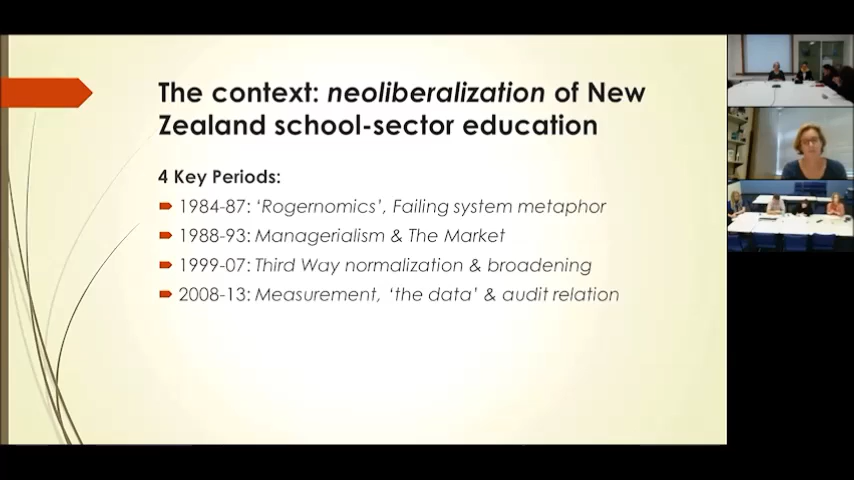 The context: neoliberalization of New
Zealand school-sector education
4 Key Periods:
1984-87: ‘Rogernomics’, Failing system metaphor
1988-93: Managerialism & The Market
1999-07: Third Way normalization & broadening
2008-13: Measurement, ‘the data’ & audit relation